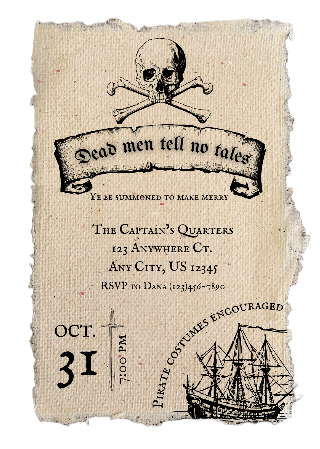 Dead men tell no tales
Ye be summoned to make merry
The Captain's Quarters
123 Anywhere Ct.
Any City, US 12345
RSVP to Dana (123)456-7890
Pirate costumes encouraged
Oct.
31
7:00 PM